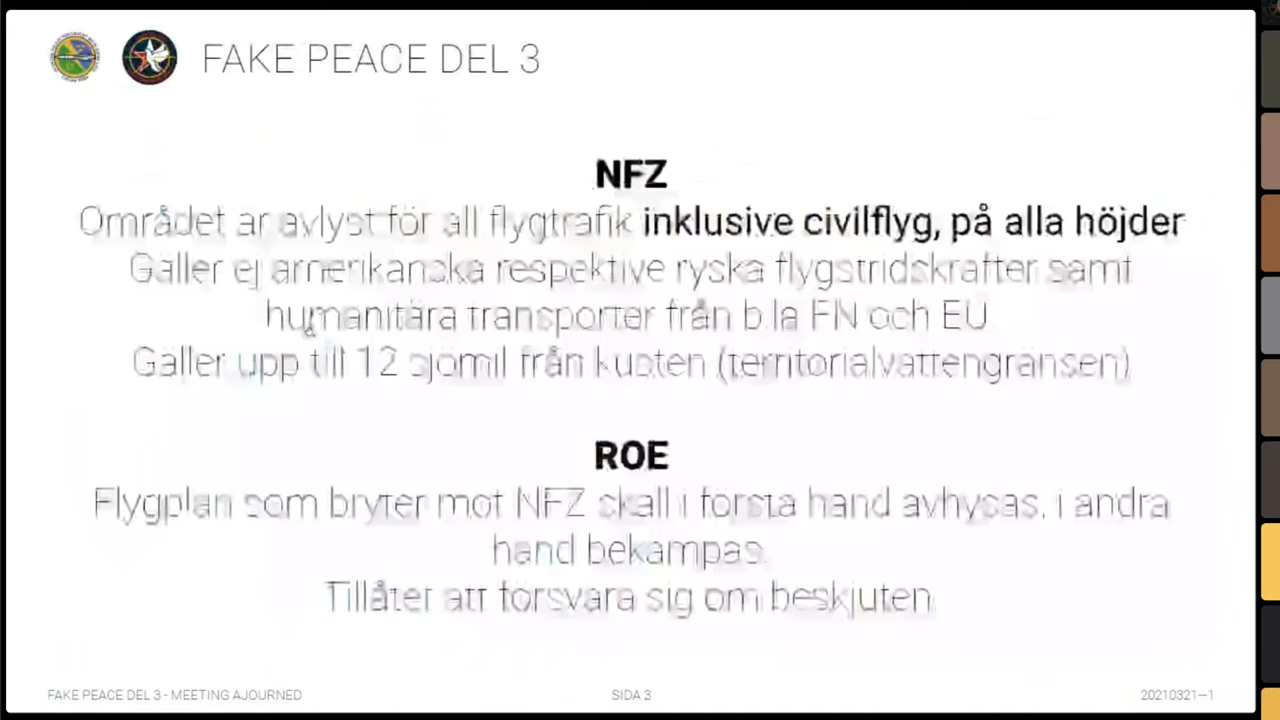 FAKE PEACE DEL 3
NFZ
Området är avlyst för all flygtrafik inklusive civilflyg, på alla höjder
Gäller ej amerikanska respektive ryska flygstridskrafter samt
humanitära transporter från bla FN och EU
Gäller upp till 12 sjömil från kusten (territorialvattengränsen)
ROE
Flygplan som bryter mot NFZ skall i första hand avhysas, i andra
hand bekämpas.
Tillåtet att försvara sig om beskjuten
FAKE PEACE DEL 3 - MEETING AJOURNED
SIDA 3
20210321—1